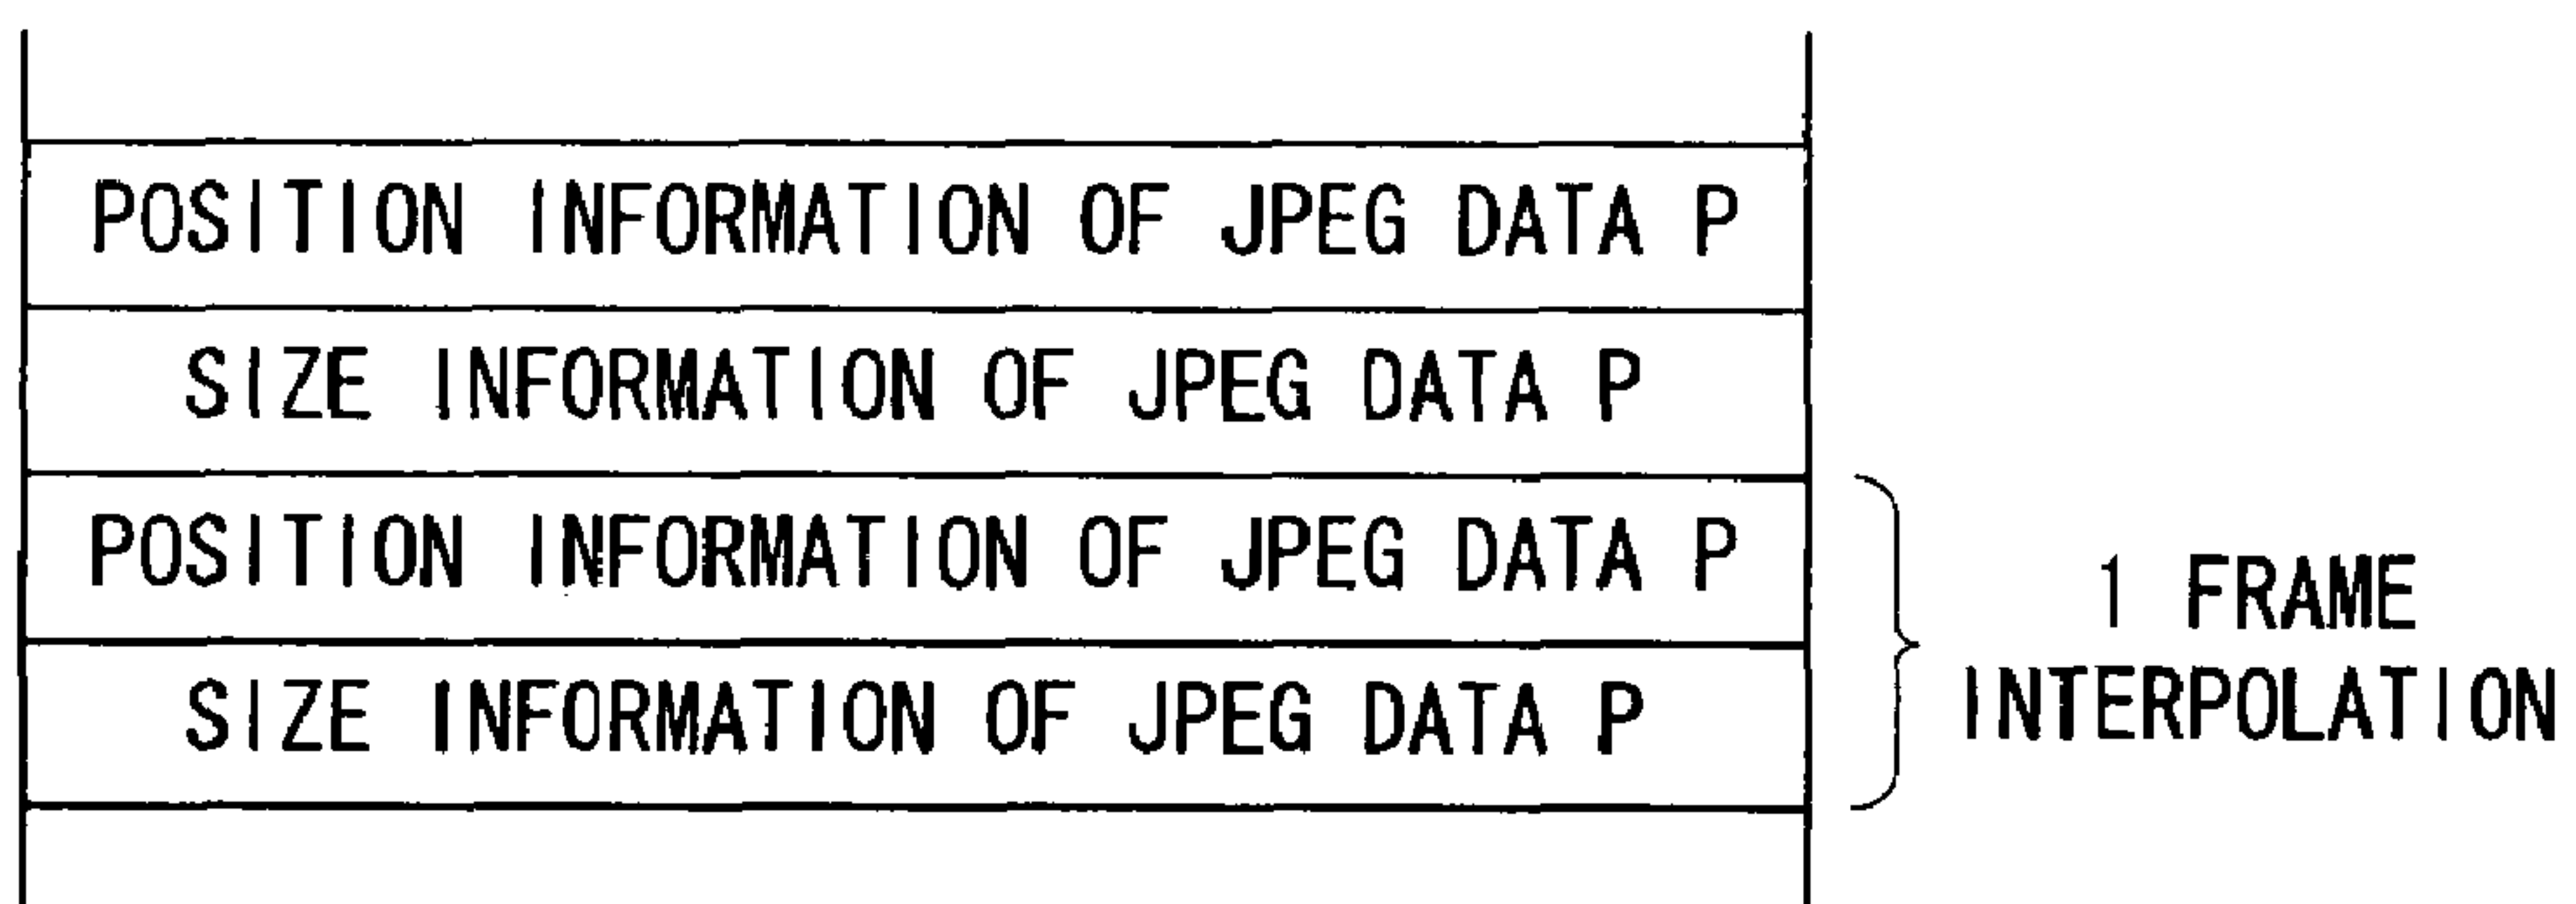 POSITION INFORMATION OF JPEG DATA P
SIZE INFORMATION OF JPEG DATA P
POSITION INFORMATION OF JPEG DATA P
SIZE INFORMATION OF JPEG DATA P
1 FRAME
INTERPOLATION